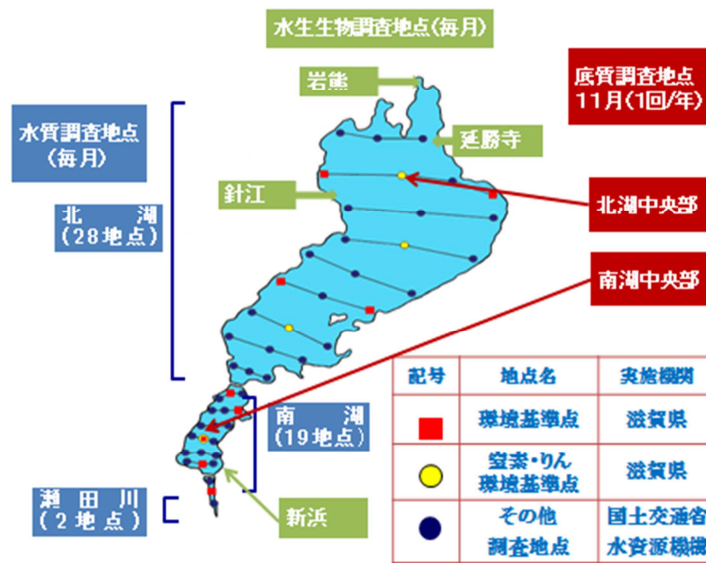 水生生物調査地点(毎月)
岩熊
底質調査地点
11月(1回/年)
水質調査地点
(毎月)
延勝寺
針江
北湖中央部
北　湖
(28地点)
南湖中央部
記号
地点名
実施機関
環境基準点
滋賀県
南　湖
(19地点)
窒素・りん
環境基準点
滋賀県
瀬田川
(2地点)
新浜
その他
調査地点
国土交通省
水資源機